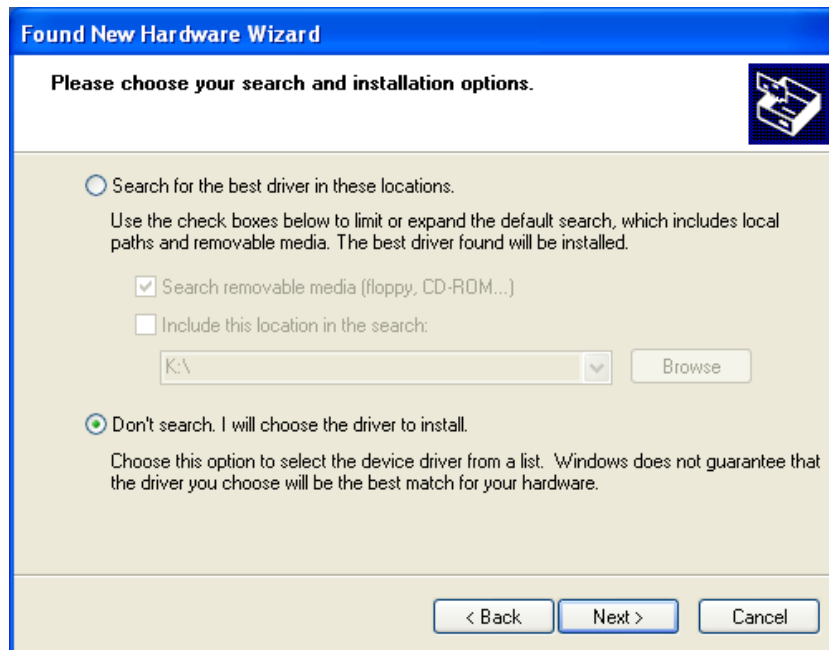 Found New Hardware Wizard
Please choose your search and installation options.
Search for the best driver in these locations.
Use the check boxes below to limit or expand the default search, which includes local
paths and removable media. The best driver found will be installed.
Search removable media (floppy, CD-ROM...)
Include this location in the search:
K:\
Browse
Don't search. I will choose the driver to install.
Choose this option to select the device driver from a list. Windows does not guarantee that
the driver you choose will be the best match for your hardware.
< Back
Next >
Cancel